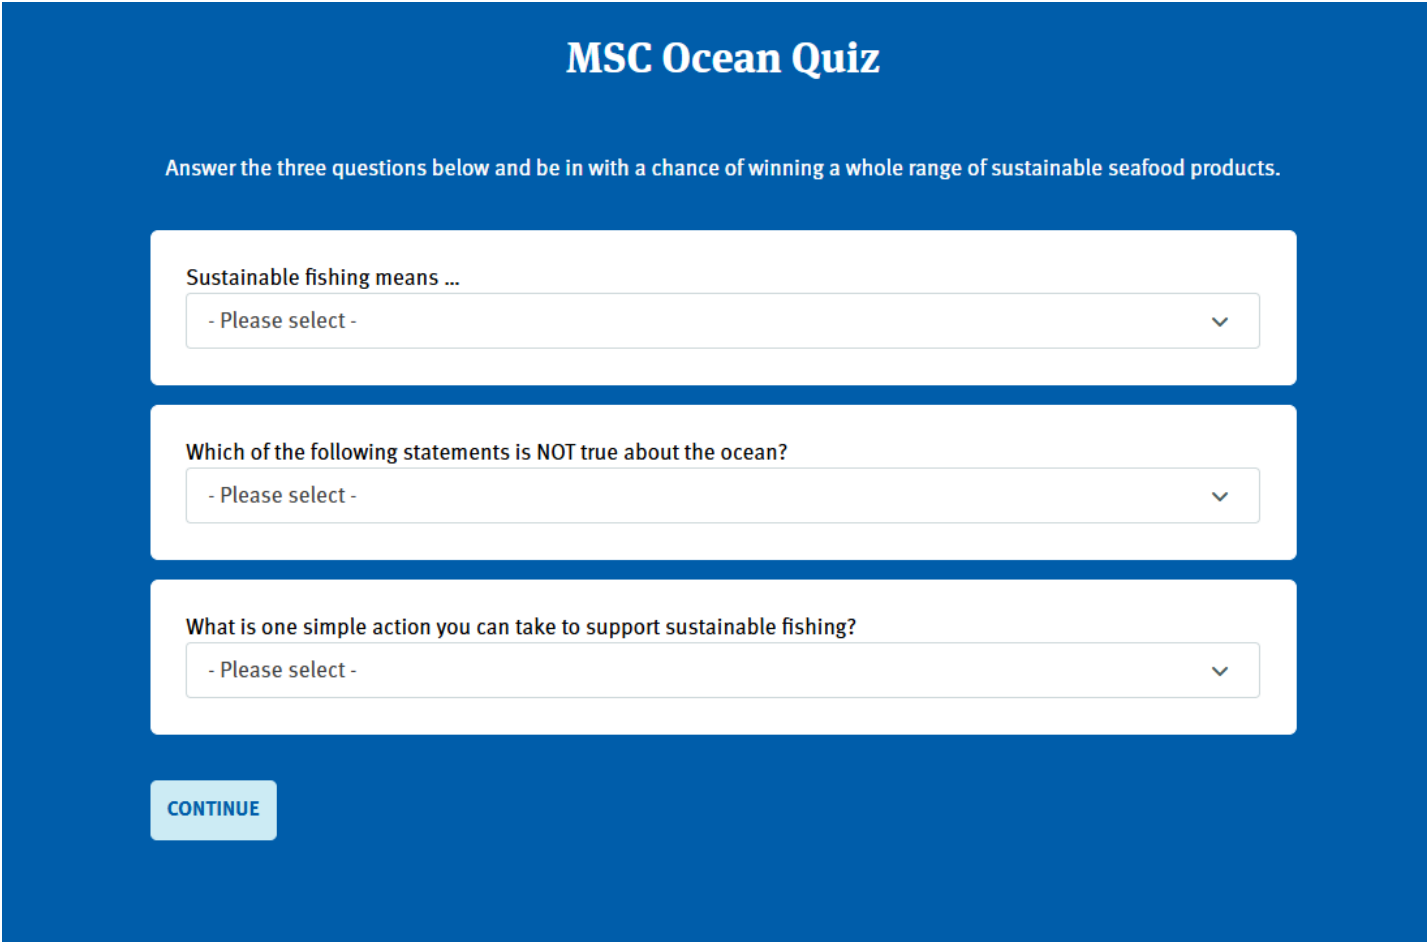 MSC Ocean Quiz
Answer the three questions below and be in with a chance of winning a whole range of sustainable seafood products.
Sustainable fishing means ...
- Please select -
Which of the following statements is NOT true about the ocean?
- Please select -
What is one simple action you can take to support sustainable fishing?
- Please select -
CONTINUE